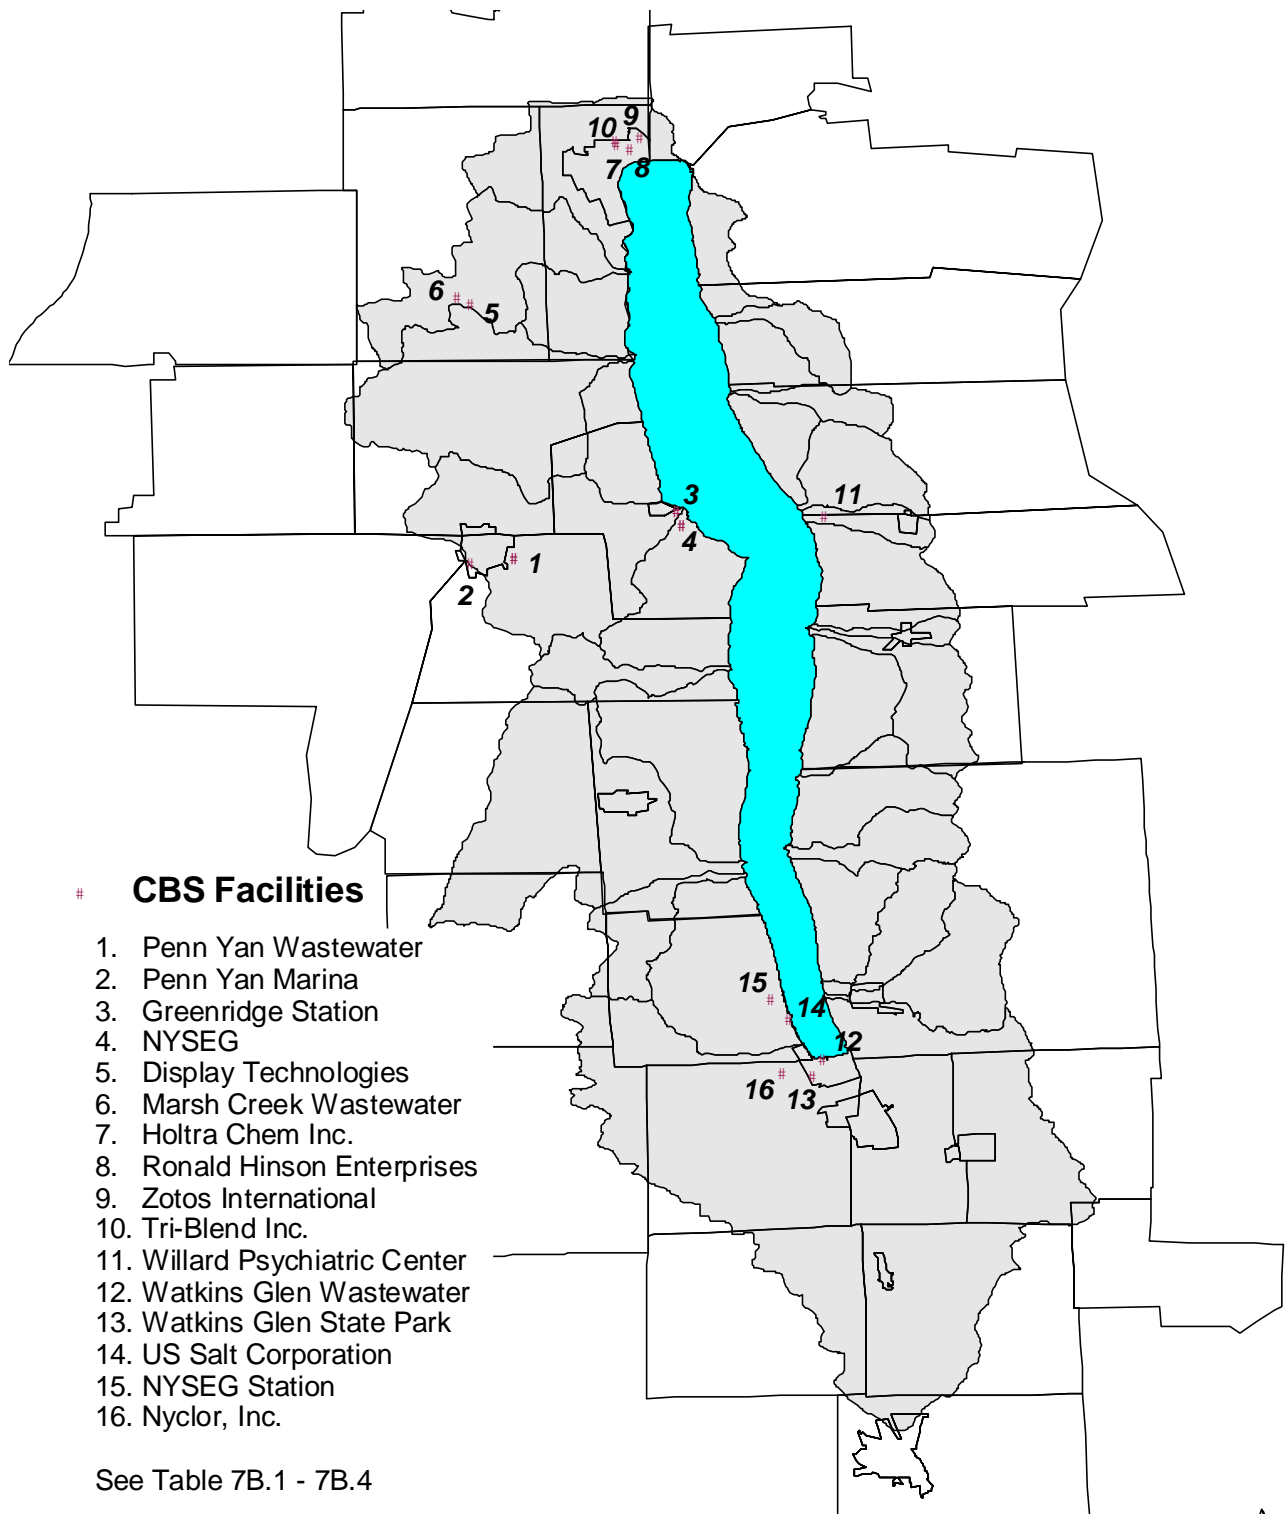 9
10
7 8
6
5
3
11
4
1
2
# CBS Facilities
1. Penn Yan Wastewater
2. Penn Yan Marina
3. Greenridge Station
4. NYSEG
5. Display Technologies
6. Marsh Creek Wastewater
7. Holtra Chem Inc.
8. Ronald Hinson Enterprises
9. Zotos International
10. Tri-Blend Inc.
11. Willard Psychiatric Center
12. Watkins Glen Wastewater
13. Watkins Glen State Park
14. US Salt Corporation
15. NYSEG Station
16. Nyclor, Inc.
See Table 7B.1 - 7B.4
15
14
12
16 13